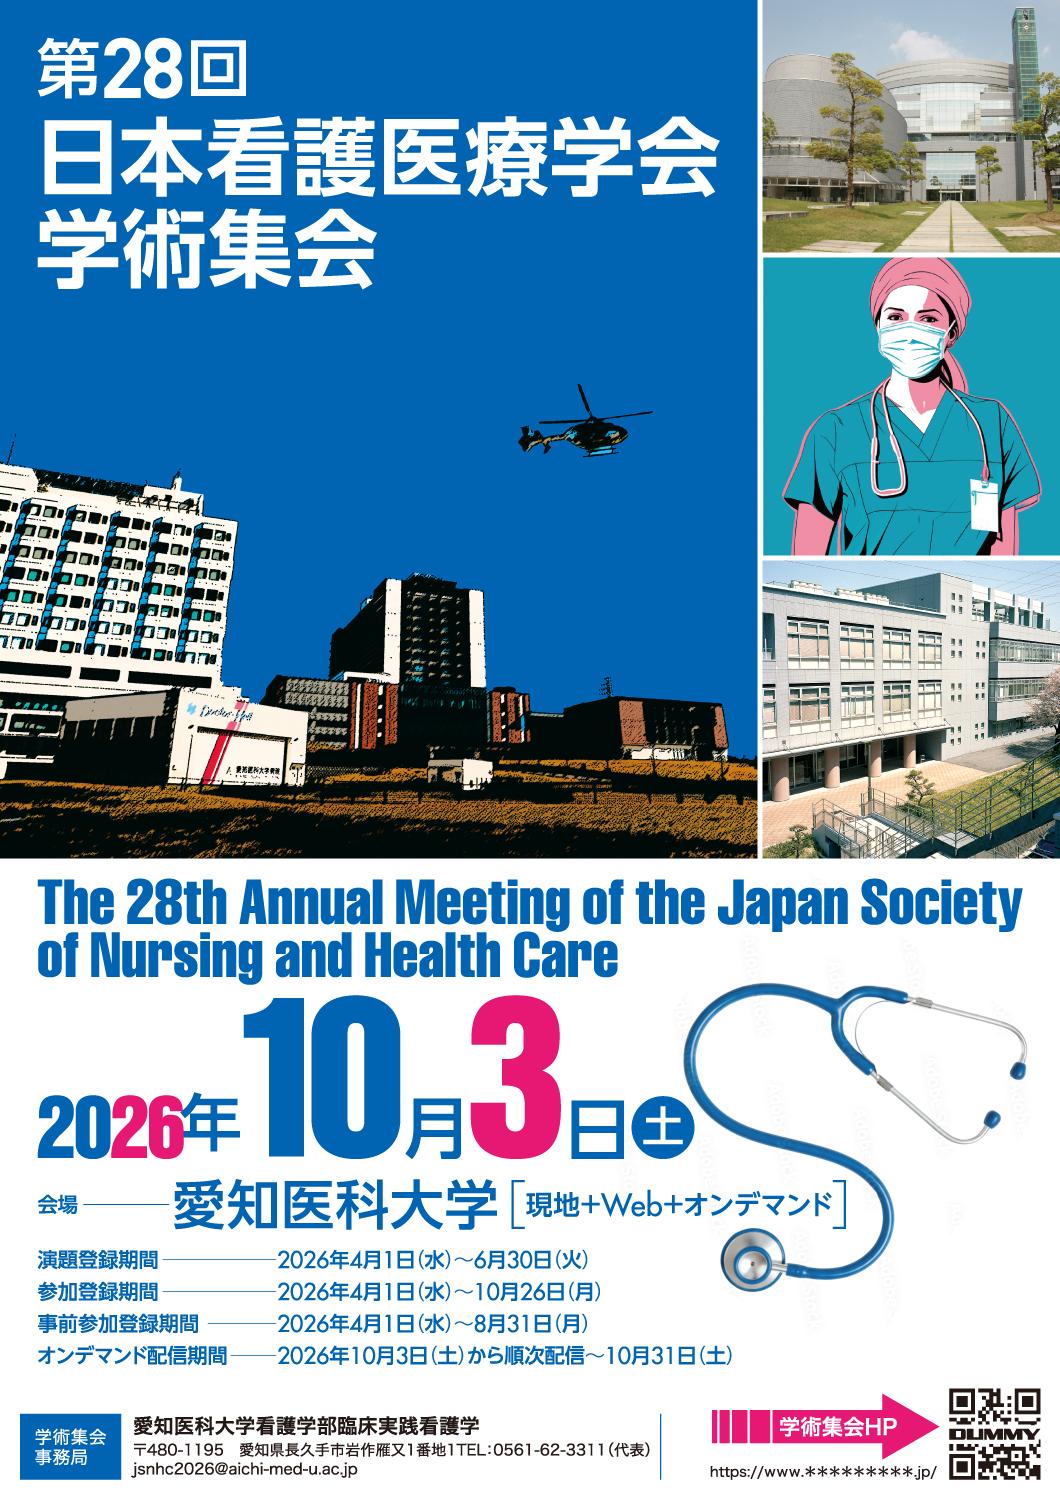 第28回
日本看護医療学会
学術集会
愛知医科大学病院
The 28th Annual Meeting of the Japan Society
of Nursing and Health Care
2026年10月3日土
会場 愛知医科大学[現地+Web+オンデマンド]
演題登録期間 2026年4月1日(水)~6月30日(火)
参加登録期間 2026年4月1日(水)~10月26日(月)
事前参加登録期間 2026年4月1日(水)~8月31日(月)
オンデマンド配信期間 2026年10月3日(土)から順次配信~10月31日(土)
学術集会
事務局
愛知医科大学看護学部臨床実践看護学
〒480-1195 愛知県長久手市岩作雁又1番地1TEL:0561-62-3311(代表)
jsnhc2026@aichi-med-u.ac.jp
学術集会HP
https://www.*********.jp/
DUMMY